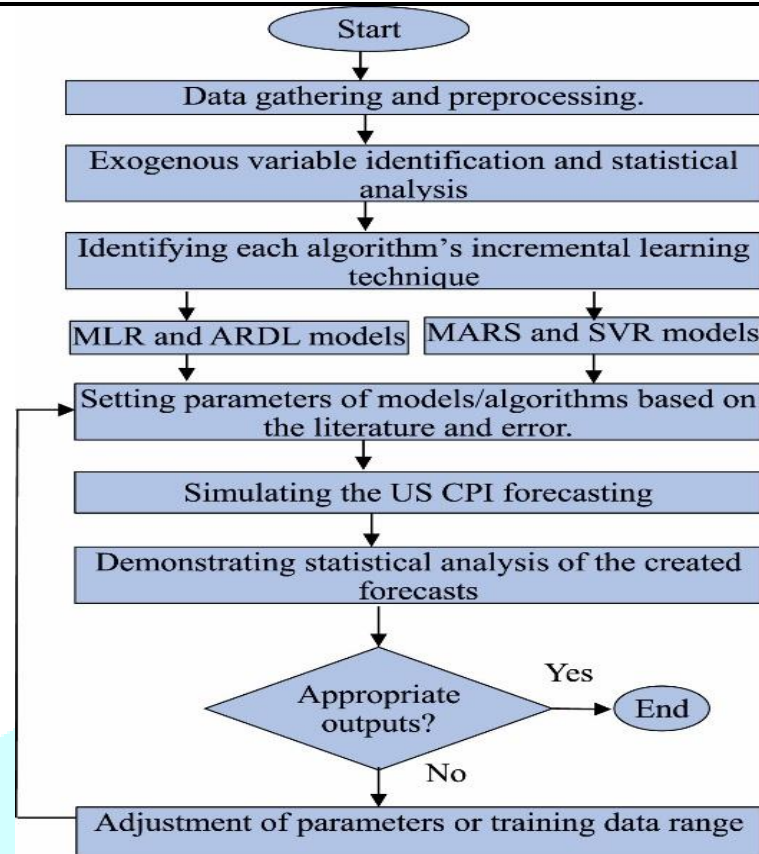 Start
Data gathering and preprocessing.
Exogenous variable identification and statistical
analysis
Identifying each algorithm's incremental learning
technique
MLR and ARDL models
MARS and SVR models
Setting parameters of models/algorithms based on
the literature and error.
Simulating the US CPI forecasting
Demonstrating statistical analysis of the created
forecasts
Appropriate
outputs?
Yes
End
No
Adjustment of parameters or training data range